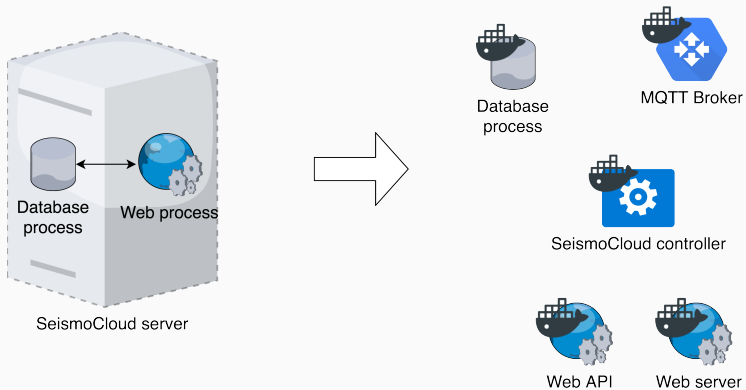 Database
process
Web process
SeismoCloud server
Database
process
MQTT Broker
SeismoCloud controller
Web API
Web server